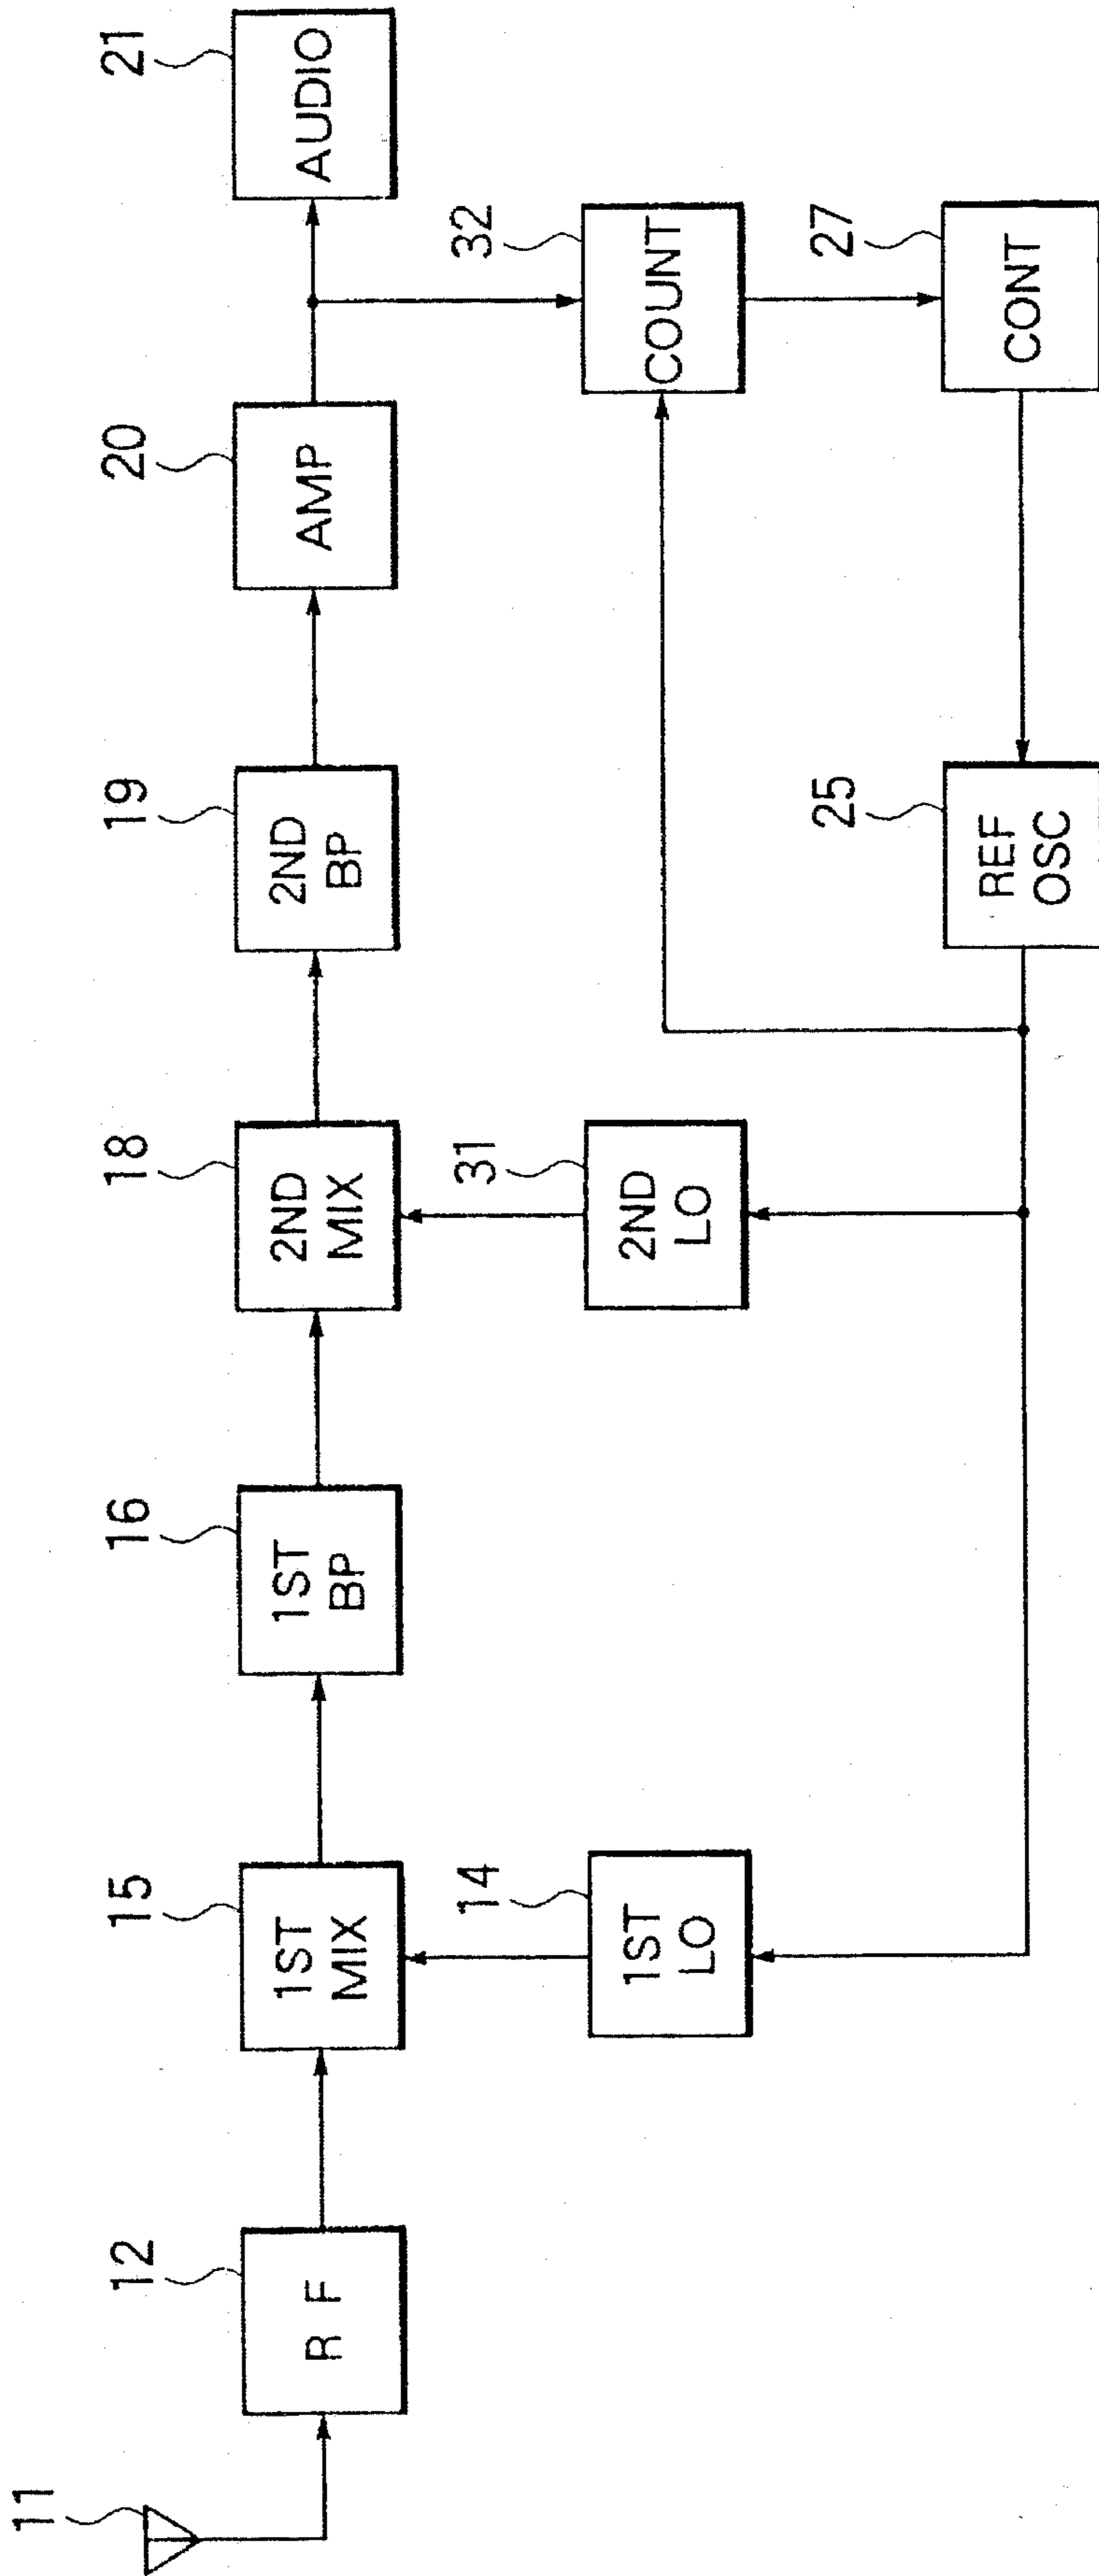 11
12
R F
15
1ST
MIX
16
1ST
BP
18
2ND
MIX
19
2ND
BP
20
AMP
21
AUDIO
14
1ST
LO
31
2ND
LO
32
COUNT
25
REF
OSC
27
CONT